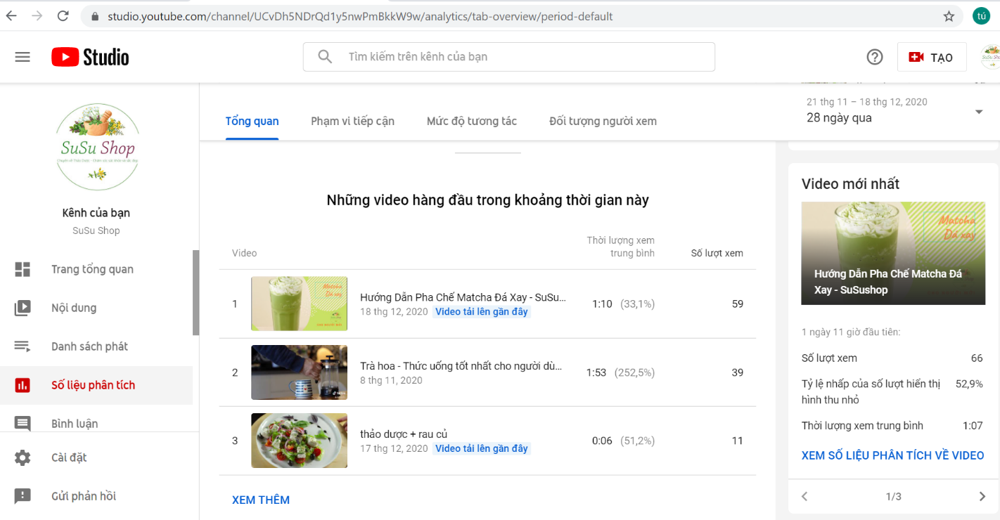 studio.youtube.com/channel/UCvDh5NDrQd1y5nwPmBkkW9w/analytics/tab-overview/period-default
tú
Studio
Tìm kiếm trên kênh của bạn
TẠO
SuSu Shop
Kênh của bạn
SuSu Shop
Trang tổng quan
Nội dung
Danh sách phát
Số liệu phân tích
Bình luận
Cài đặt
Gửi phản hồi
Tổng quan
Phạm vi tiếp cận
Mức độ tương tác
Đối tượng người xem
21 thg 11 – 18 thg 12, 2020
28 ngày qua
Những video hàng đầu trong khoảng thời gian này
Video
Thời lượng xem
trung bình
Số lượt xem
1
Matcha
Đá xay
Hướng Dẫn Pha Chế Matcha Đá Xay - SuSu...
18 thg 12, 2020 Video tải lên gần đây
1:10 (33,1%)
59
2
Trà hoa - Thức uống tốt nhất cho người dù...
8 thg 11, 2020
1:53 (252,5%)
39
3
thảo dược + rau củ
17 thg 12, 2020 Video tải lên gần đây
0:06 (51,2%)
11
XEM THÊM
Video mới nhất
Matcha
Đá xay
Hướng Dẫn Pha Chế Matcha Đá
Xay - SuSushop
1 ngày 11 giờ đầu tiên:
Số lượt xem 66
Tỷ lệ nhấp của số lượt hiển thị 52,9%
hình thu nhỏ
Thời lượng xem trung bình 1:07
XEM SỐ LIỆU PHÂN TÍCH VỀ VIDEO
1/3